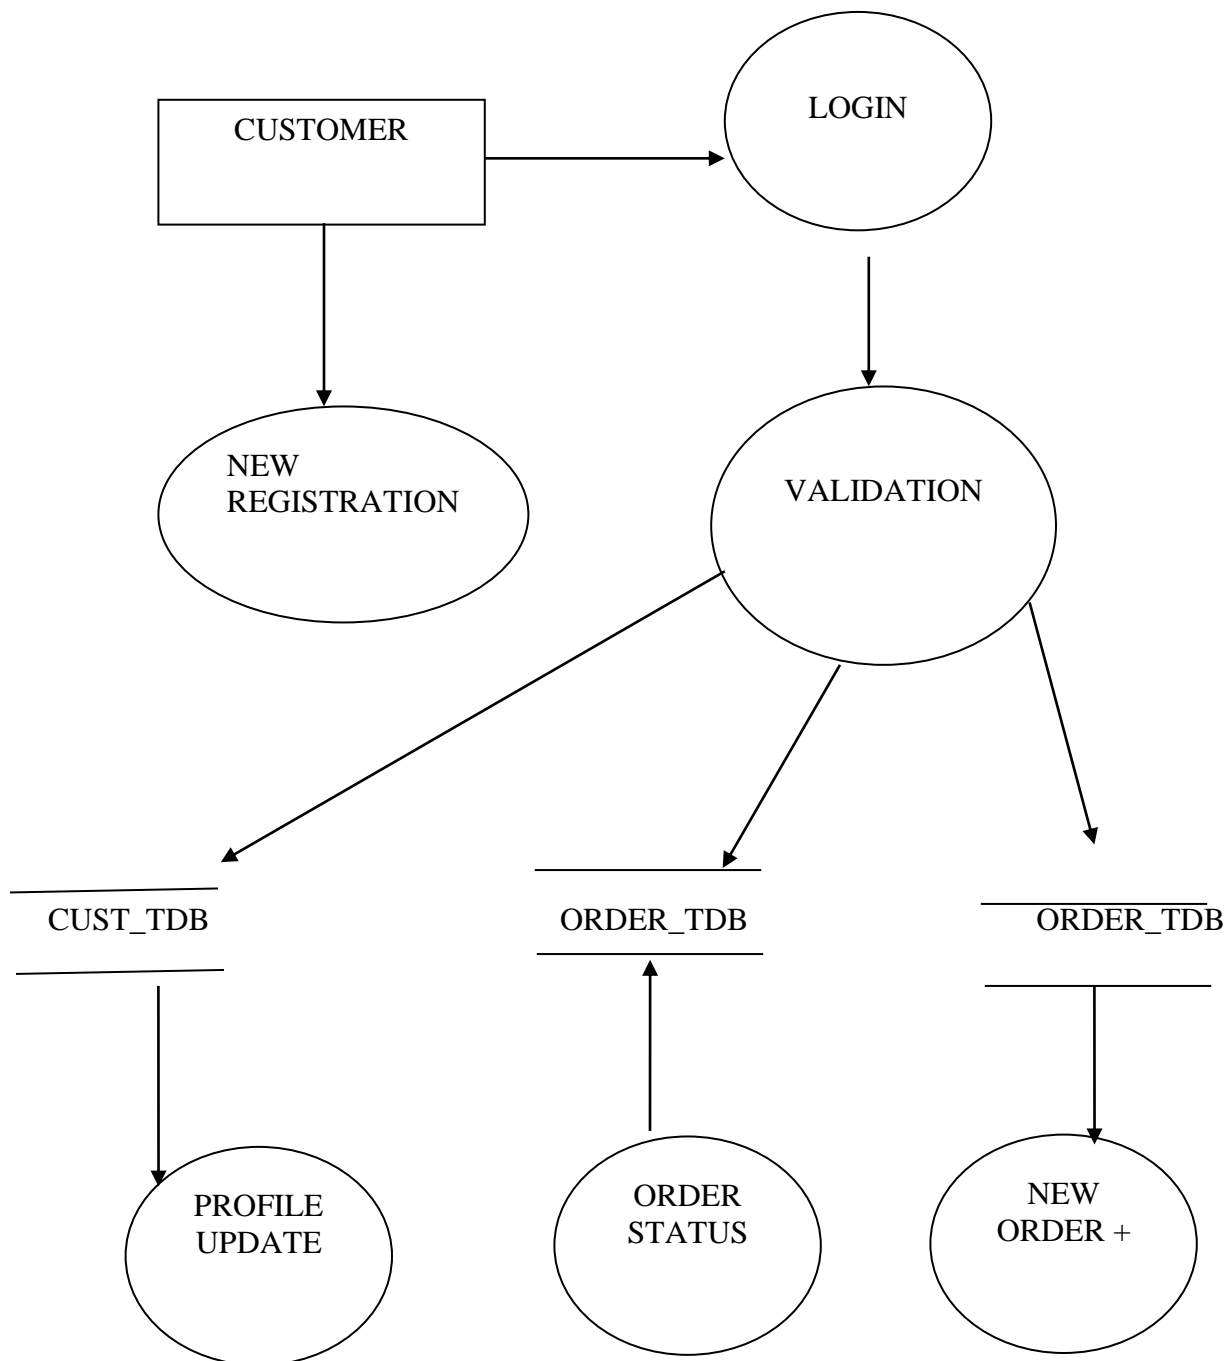 CUSTOMER
LOGIN
NEW
REGISTRATION
VALIDATION
CUST_TDB
ORDER_TDB
ORDER_TDB
PROFILE
UPDATE
ORDER
STATUS
NEW
ORDER +